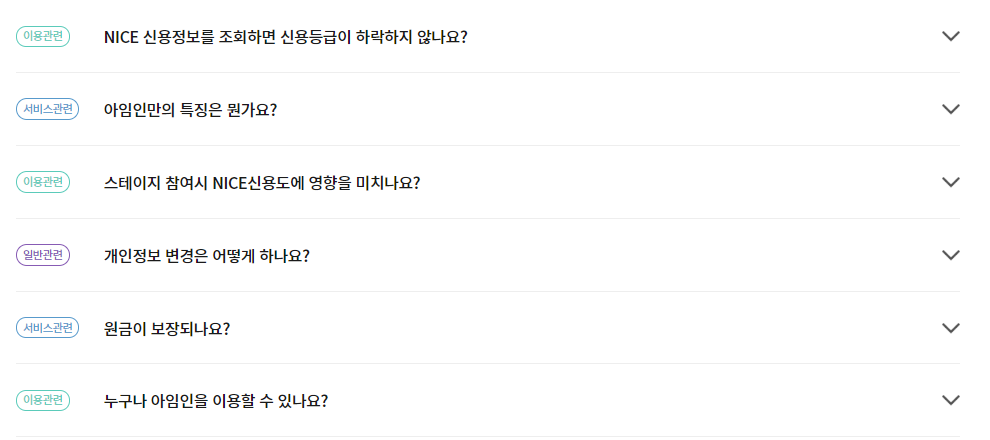 이용관련 NICE 신용정보를 조회하면 신용등급이 하락하지 않나요?
서비스관련 아임인만의 특징은 뭔가요?
이용관련 스테이지 참여시 NICE신용도에 영향을 미치나요?
일반관련 개인정보 변경은 어떻게 하나요?
서비스관련 원금이 보장되나요?
이용관련 누구나 아임인을 이용할 수 있나요?